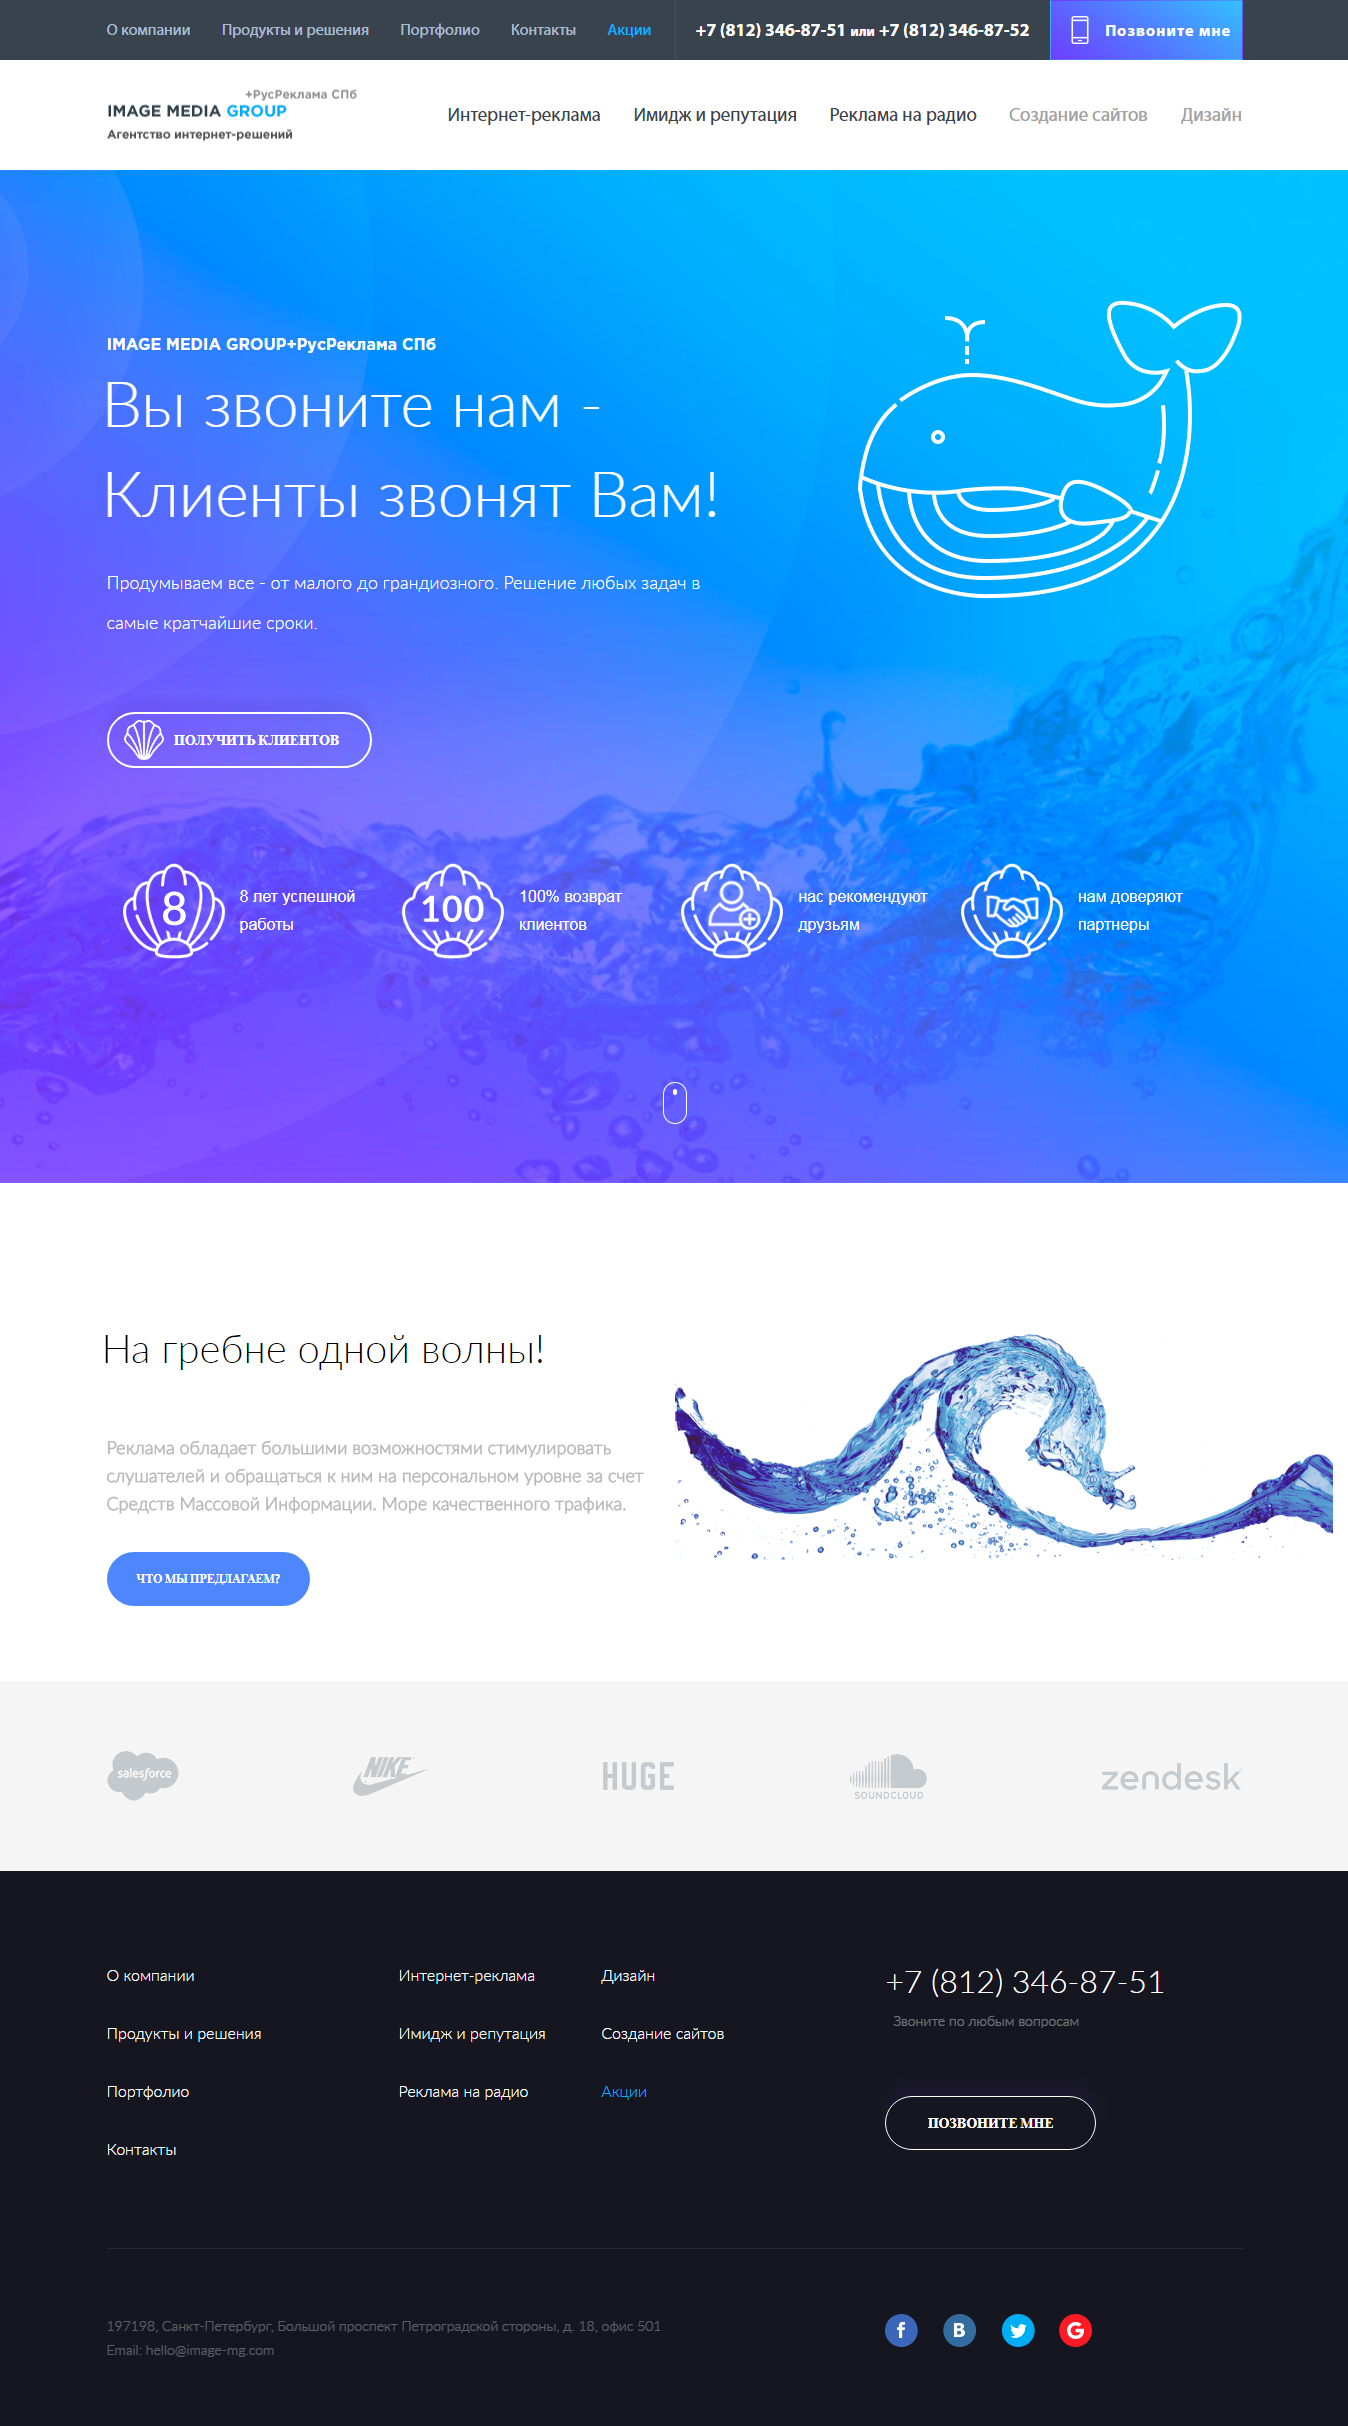 О компании Продукты и решения Портфолио Контакты Акции +7 (812) 346-87-51 или +7 (812) 346-87-52 Позвоните мне
+РусРеклама СПб
IMAGE MEDIA GROUP
Агентство интернет-решений
Интернет-реклама Имидж и репутация Реклама на радио Создание сайтов Дизайн
IMAGE MEDIA GROUP+РусРеклама СПб
Вы звоните нам -
Клиенты звонят Вам!
Продумываем все - от малого до грандиозного. Решение любых задач в
самые кратчайшие сроки.
ПОЛУЧИТЬ КЛИЕНТОВ
8
8 лет успешной
работы
100
100% возврат
клиентов
нас рекомендуют
друзьям
нам доверяют
партнеры
На гребне одной волны!
Реклама обладает большими возможностями стимулировать
слушателей и обращаться к ним на персональном уровне за счет
Средств Массовой Информации. Море качественного трафика.
ЧТО МЫ ПРЕДЛАГАЕМ?
salesforce
NIKE
HUGE
SOUNDCLOUD
zendesk
О компании
Продукты и решения
Портфолио
Контакты
Интернет-реклама
Имидж и репутация
Реклама на радио
Дизайн
Создание сайтов
Акции
+7 (812) 346-87-51
Звоните по любым вопросам
ПОЗВОНИТЕ МНЕ
197198, Санкт-Петербург, Большой проспект Петроградской стороны, д. 18, офис 501
Email: hello@image-mg.com
f B G